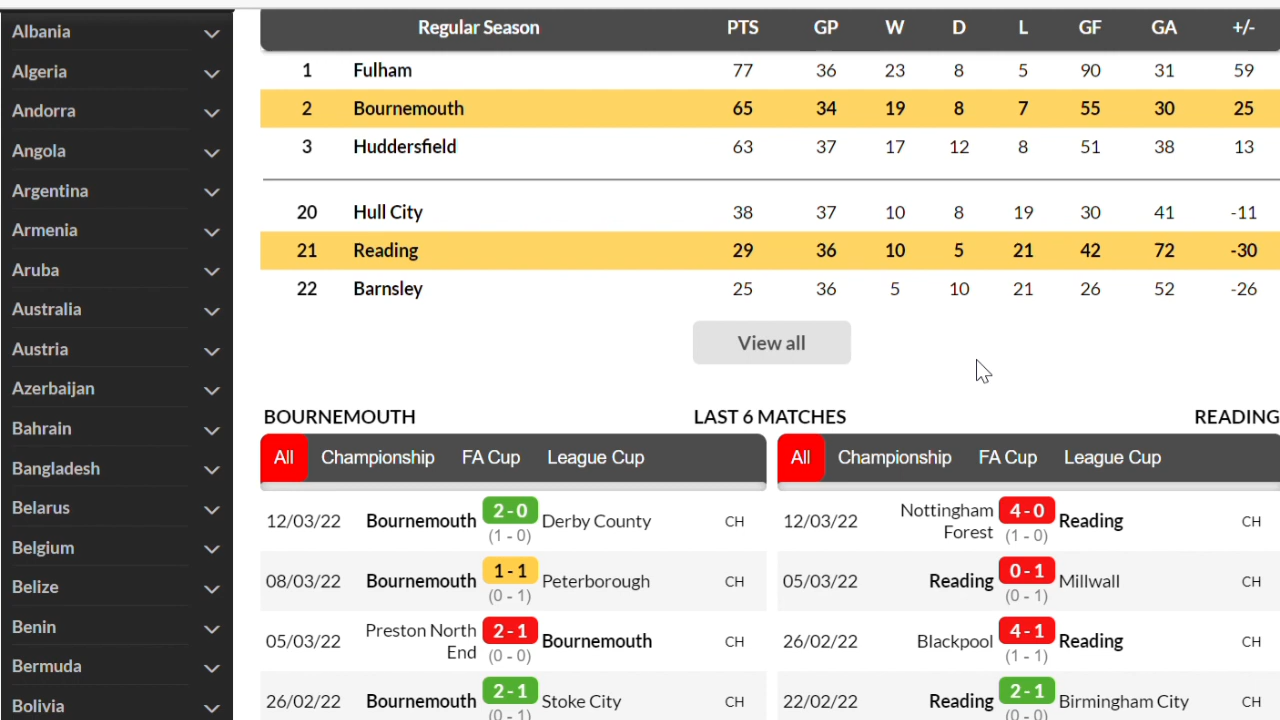 Albania
Algeria
Andorra
Angola
Argentina
Armenia
Aruba
Australia
Austria
Azerbaijan
Bahrain
Bangladesh
Belarus
Belgium
Belize
Benin
Bermuda
Bolivia
Regular Season PTS GP W D L GF GA +/-
1 Fulham 77 36 23 8 5 90 31 59
2 Bournemouth 65 34 19 8 7 55 30 25
3 Huddersfield 63 37 17 12 8 51 38 13
20 Hull City 38 37 10 8 19 30 41 -11
21 Reading 29 36 10 5 21 42 72 -30
22 Barnsley 25 36 5 10 21 26 52 -26
View all
BOURNEMOUTH LAST 6 MATCHES READING
All Championship FA Cup League Cup
12/03/22 Bournemouth 2 - 0 Derby County CH
(1 - 0)
08/03/22 Bournemouth 1 - 1 Peterborough CH
(0 - 1)
05/03/22 Preston North End 2 - 1 Bournemouth CH
(0 - 0)
26/02/22 Bournemouth 2 - 1 Stoke City CH
(0 - 1)
All Championship FA Cup League Cup
12/03/22 Nottingham Forest 4 - 0 Reading CH
(1 - 0)
05/03/22 Reading 0 - 1 Millwall CH
(0 - 1)
26/02/22 Blackpool 4 - 1 Reading CH
(1 - 1)
22/02/22 Reading 2 - 1 Birmingham City CH
(0 - 0)